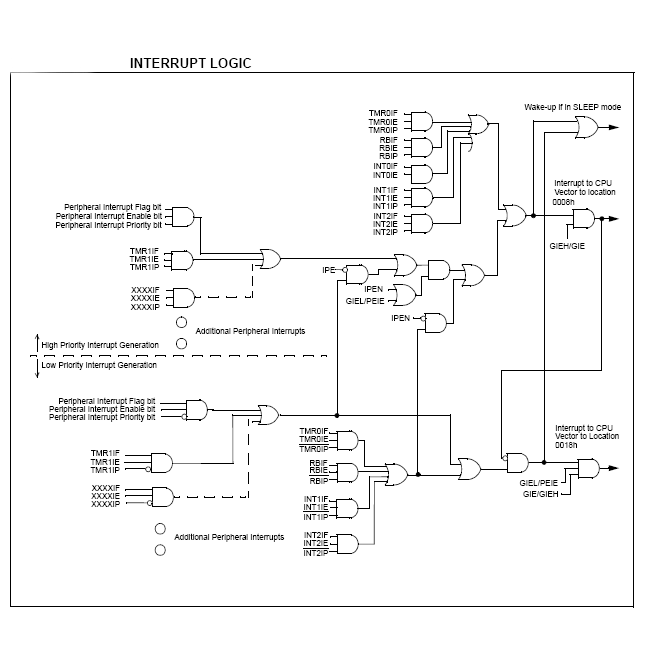 INTERRUPT LOGIC
TMR0IF
TMR0IE
TMR0IP
RBIF
RBIE
RBIP
INT0IF
INT0IE
INT1IF
INT1IE
INT1IP
INT2IF
INT2IE
INT2IP
Wake-up if in SLEEP mode
Interrupt to CPU
Vector to location
0008h
GIEH/GIE
Peripheral Interrupt Flag bit
Peripheral Interrupt Enable bit
Peripheral Interrupt Priority bit
TMR1IF
TMR1IE
TMR1IP
XXXXIF
XXXXIE
XXXXIP
Additional Peripheral Interrupts
IPE
IPEN
GIEL/PEIE
IPEN
High Priority Interrupt Generation
Low Priority Interrupt Generation
Peripheral Interrupt Flag bit
Peripheral Interrupt Enable bit
Peripheral Interrupt Priority bit
TMR1IF
TMR1IE
TMR1IP
XXXXIF
XXXXIE
XXXXIP
Additional Peripheral Interrupts
TMR0IF
TMR0IE
TMR0IP
RBIF
RBIE
RBIP
INT1IF
INT1IE
INT1IP
INT2IF
INT2IE
INT2IP
Interrupt to CPU
Vector to Location
0018h
GIEL/PEIE
GIE/GIEH